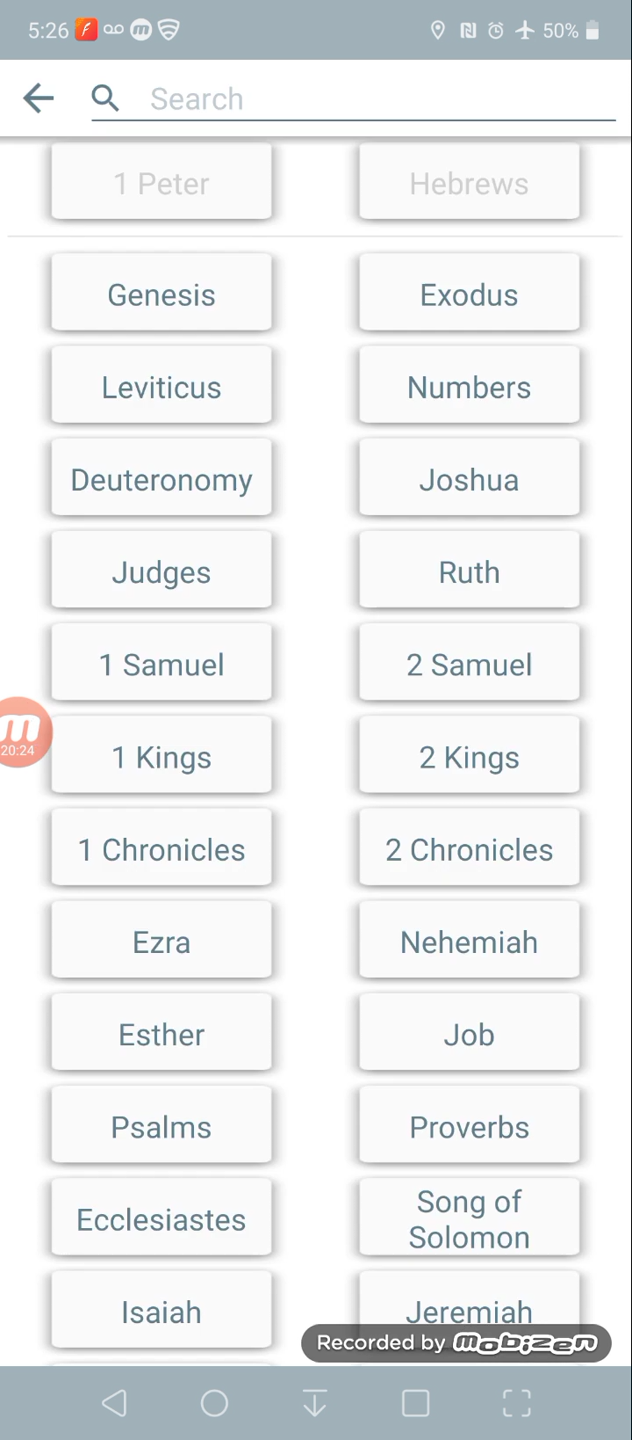 5:26 f m 50%
Search
1 Peter Hebrews
Genesis Exodus
Leviticus Numbers
Deuteronomy Joshua
Judges Ruth
1 Samuel 2 Samuel
m
20:24
1 Kings 2 Kings
1 Chronicles 2 Chronicles
Ezra Nehemiah
Esther Job
Psalms Proverbs
Ecclesiastes Song of
Solomon
Isaiah Jeremiah
Recorded by mobizen